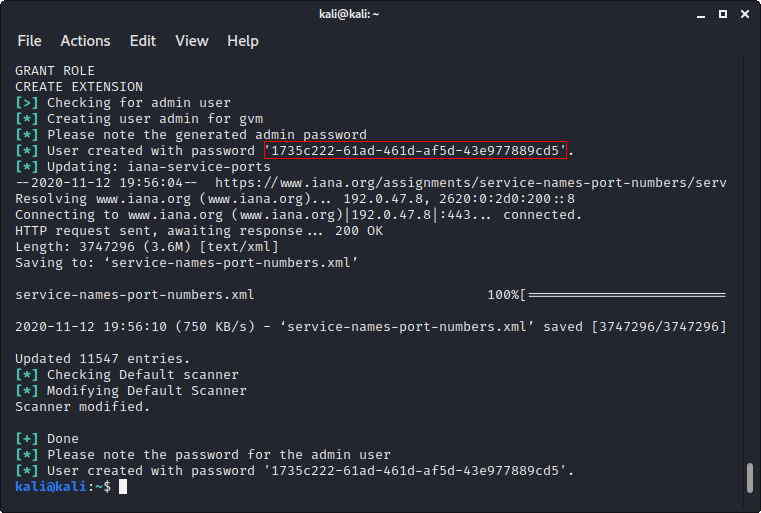 kali@kali: ~
File Actions Edit View Help
GRANT ROLE
CREATE EXTENSION
[>] Checking for admin user
[*] Creating user admin for gvm
[*] Please note the generated admin password
[*] User created with password '1735c222-61ad-461d-af5d-43e977889cd5'.
[*] Updating: iana-service-ports
--2020-11-12 19:56:04--  https://www.iana.org/assignments/service-names-port-numbers/serv
Resolving www.iana.org (www.iana.org)... 192.0.47.8, 2620:0:2d0:200::8
Connecting to www.iana.org (www.iana.org)|192.0.47.8|:443... connected.
HTTP request sent, awaiting response... 200 OK
Length: 3747296 (3.6M) [text/xml]
Saving to: ‘service-names-port-numbers.xml’
service-names-port-numbers.xml 100%[=========================
2020-11-12 19:56:10 (750 KB/s) - ‘service-names-port-numbers.xml’ saved [3747296/3747296]
Updated 11547 entries.
[*] Checking Default scanner
[*] Modifying Default Scanner
Scanner modified.
[+] Done
[*] Please note the password for the admin user
[*] User created with password '1735c222-61ad-461d-af5d-43e977889cd5'.
kali@kali:~$